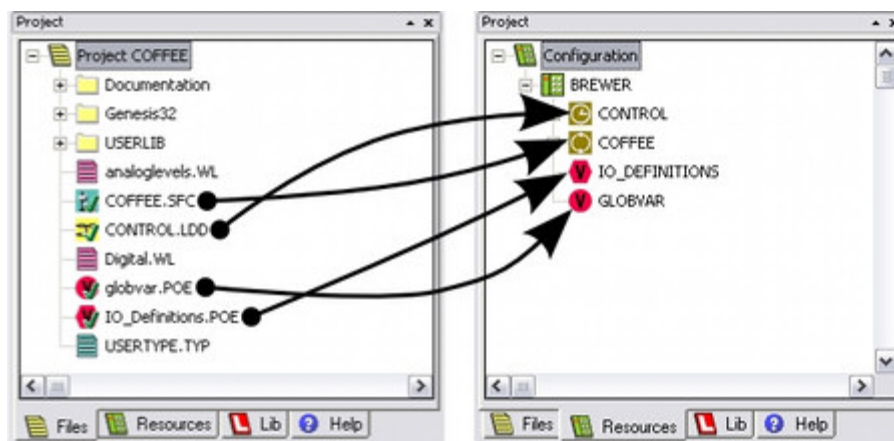 Project
Project COFFEE
Documentation
Genesis32
USERLIB
analoglevels.WL
COFFEE.SFC
CONTROL.LDD
Digital.WL
globvar.POE
IO_Definitions.POE
USERTYPE.TYP
Files Resources Lib Help
Project
Configuration
BREWER
CONTROL
COFFEE
IO_DEFINITIONS
GLOBVAR
Files Resources Lib Help